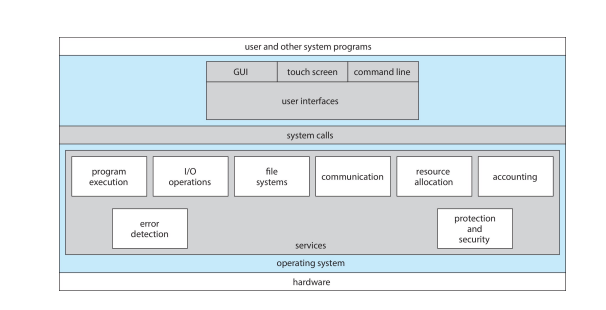 user and other system programs
GUI
touch screen
command line
user interfaces
system calls
program
execution
I/O
operations
file
systems
communication
resource
allocation
accounting
error
detection
protection
and
security
services
operating system
hardware